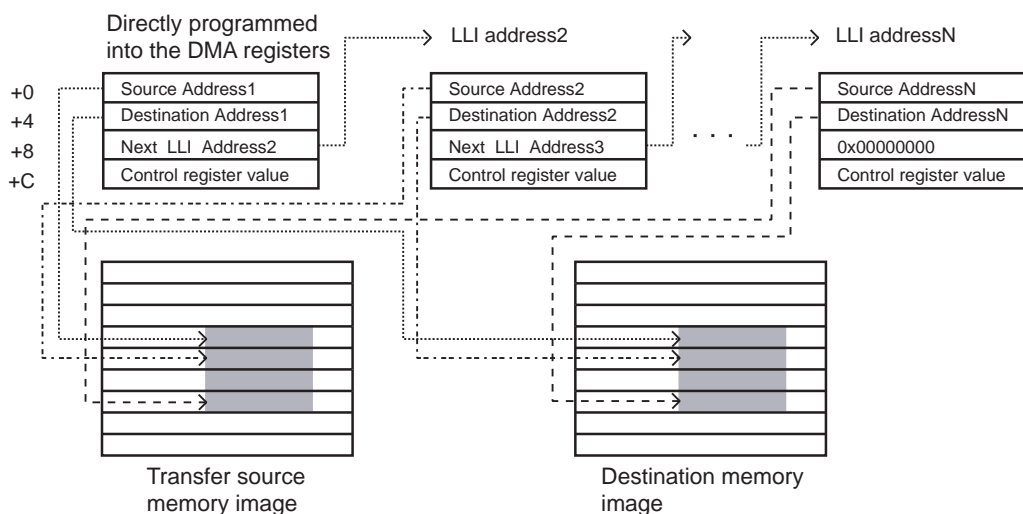 Directly programmed
into the DMA registers
LLI address2
LLI addressN
+0
Source Address1
Source Address2
Source AddressN
+4
Destination Address1
Destination Address2
Destination AddressN
+8
Next LLI Address2
Next LLI Address3
. . .
0x00000000
+C
Control register value
Control register value
Control register value
Transfer source
memory image
Destination memory
image